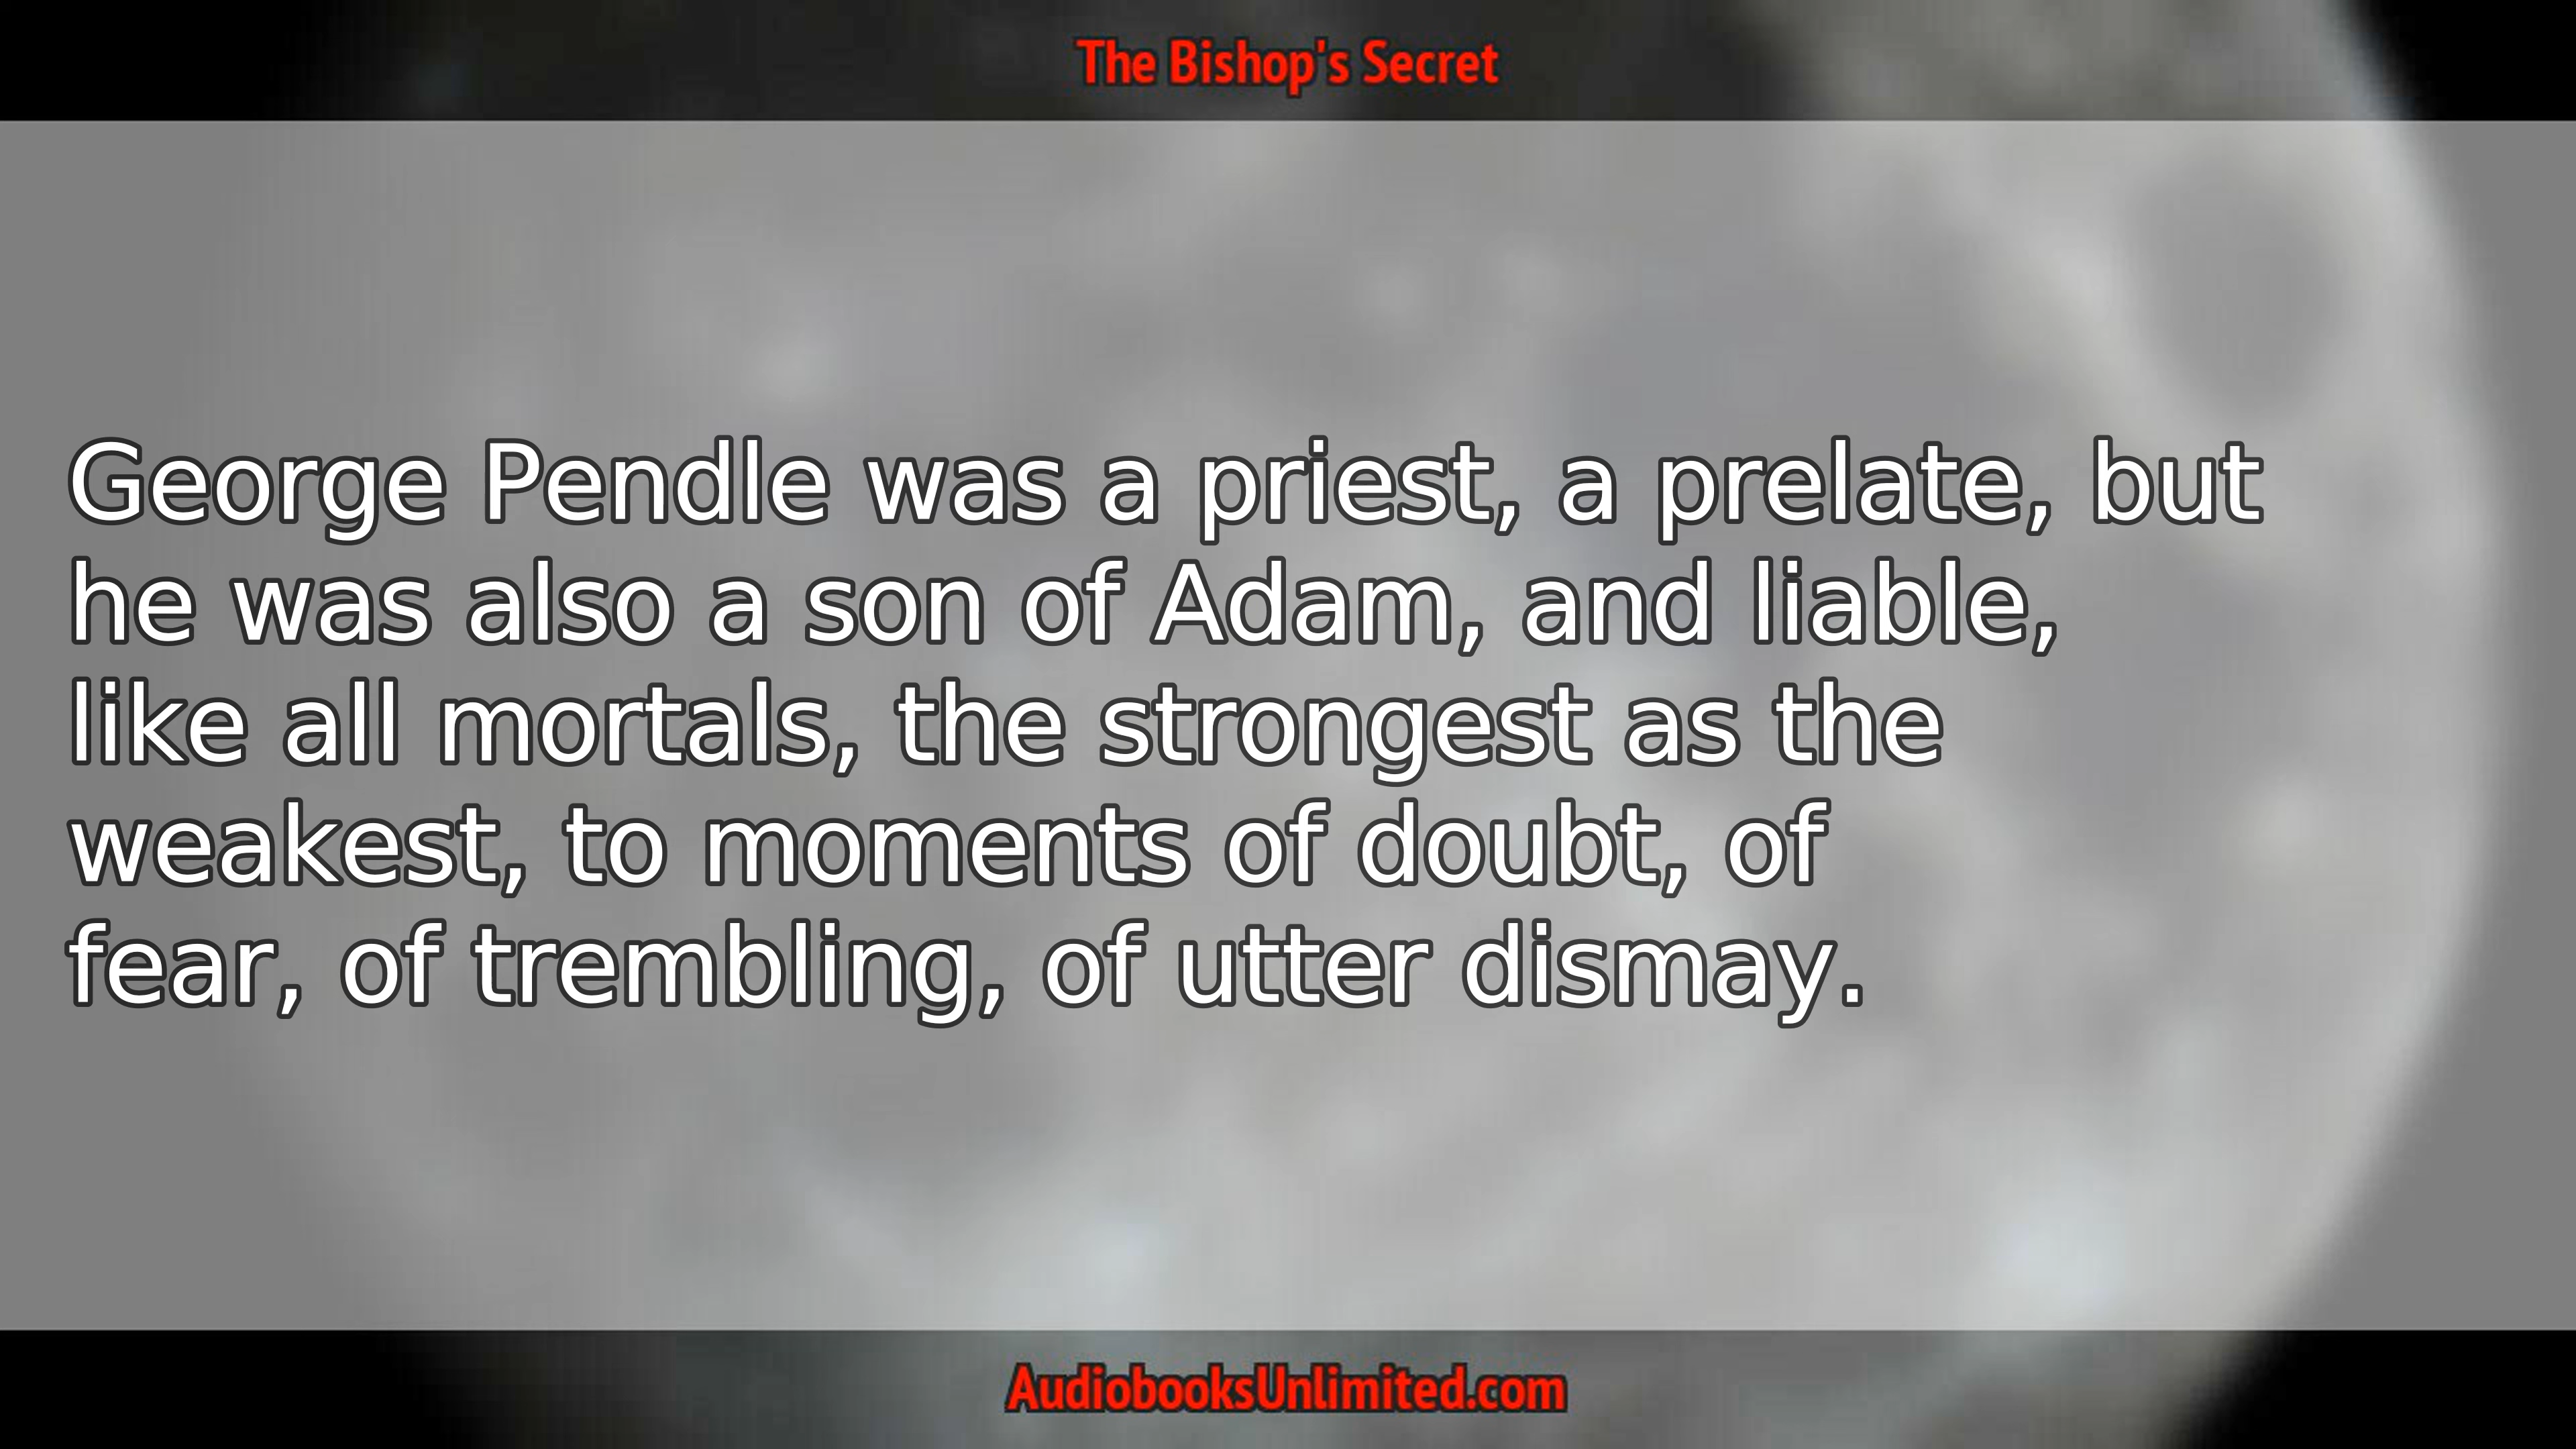 The Bishop's Secret
George Pendle was a priest, a prelate, but
he was also a son of Adam, and liable,
like all mortals, the strongest as the
weakest, to moments of doubt, of
fear, of trembling, of utter dismay.
AudiobooksUnlimited.com